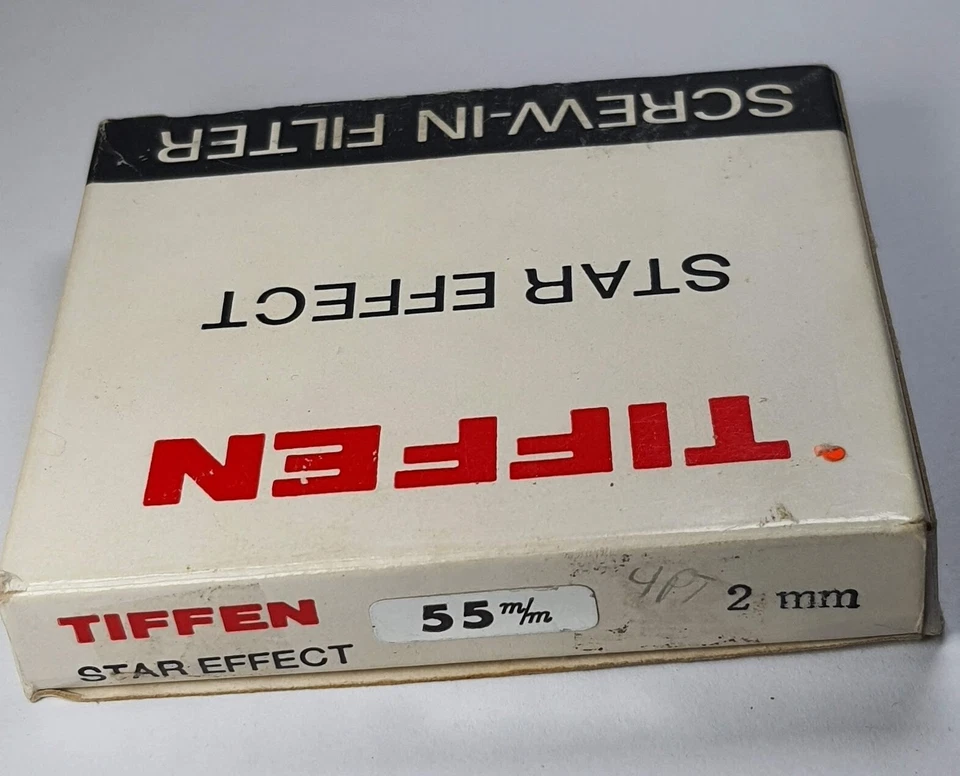 SCREW-IN FILTER
STAR EFFECT
TIFFEN
TIFFEN 55 m/m 4PT 2 mm
STAR EFFECT